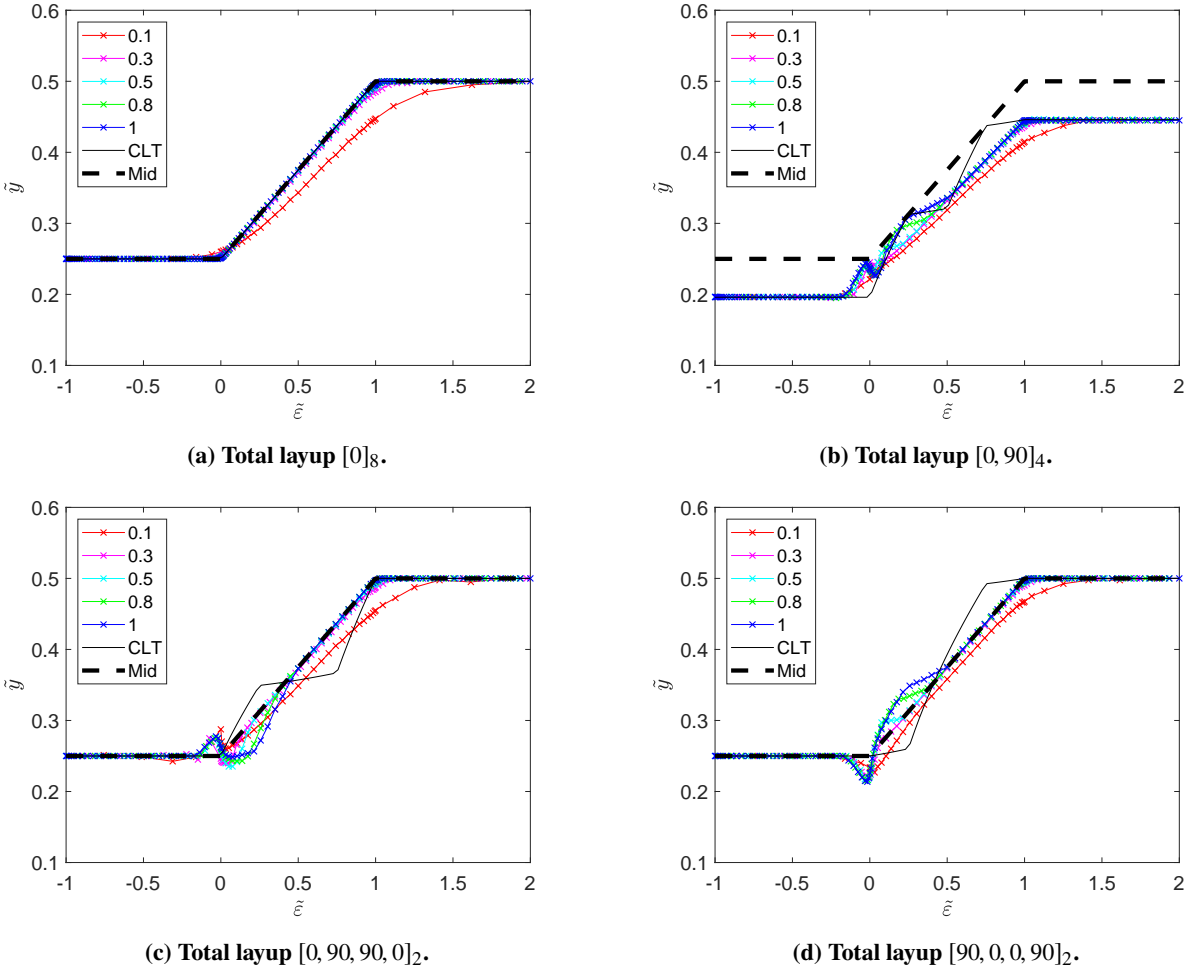 0.6
0.5
0.4
0.3
0.2
0.1
ỹ
0.1
0.3
0.5
0.8
1
CLT
Mid
-1 -0.5 0 0.5 1 1.5 2
ε̃
(a) Total layup [0]₈.
0.6
0.5
0.4
0.3
0.2
0.1
ỹ
0.1
0.3
0.5
0.8
1
CLT
Mid
-1 -0.5 0 0.5 1 1.5 2
ε̃
(b) Total layup [0, 90]₄.
0.6
0.5
0.4
0.3
0.2
0.1
ỹ
0.1
0.3
0.5
0.8
1
CLT
Mid
-1 -0.5 0 0.5 1 1.5 2
ε̃
(c) Total layup [0, 90, 90, 0]₂.
0.6
0.5
0.4
0.3
0.2
0.1
ỹ
0.1
0.3
0.5
0.8
1
CLT
Mid
-1 -0.5 0 0.5 1 1.5 2
ε̃
(d) Total layup [90, 0, 0, 90]₂.